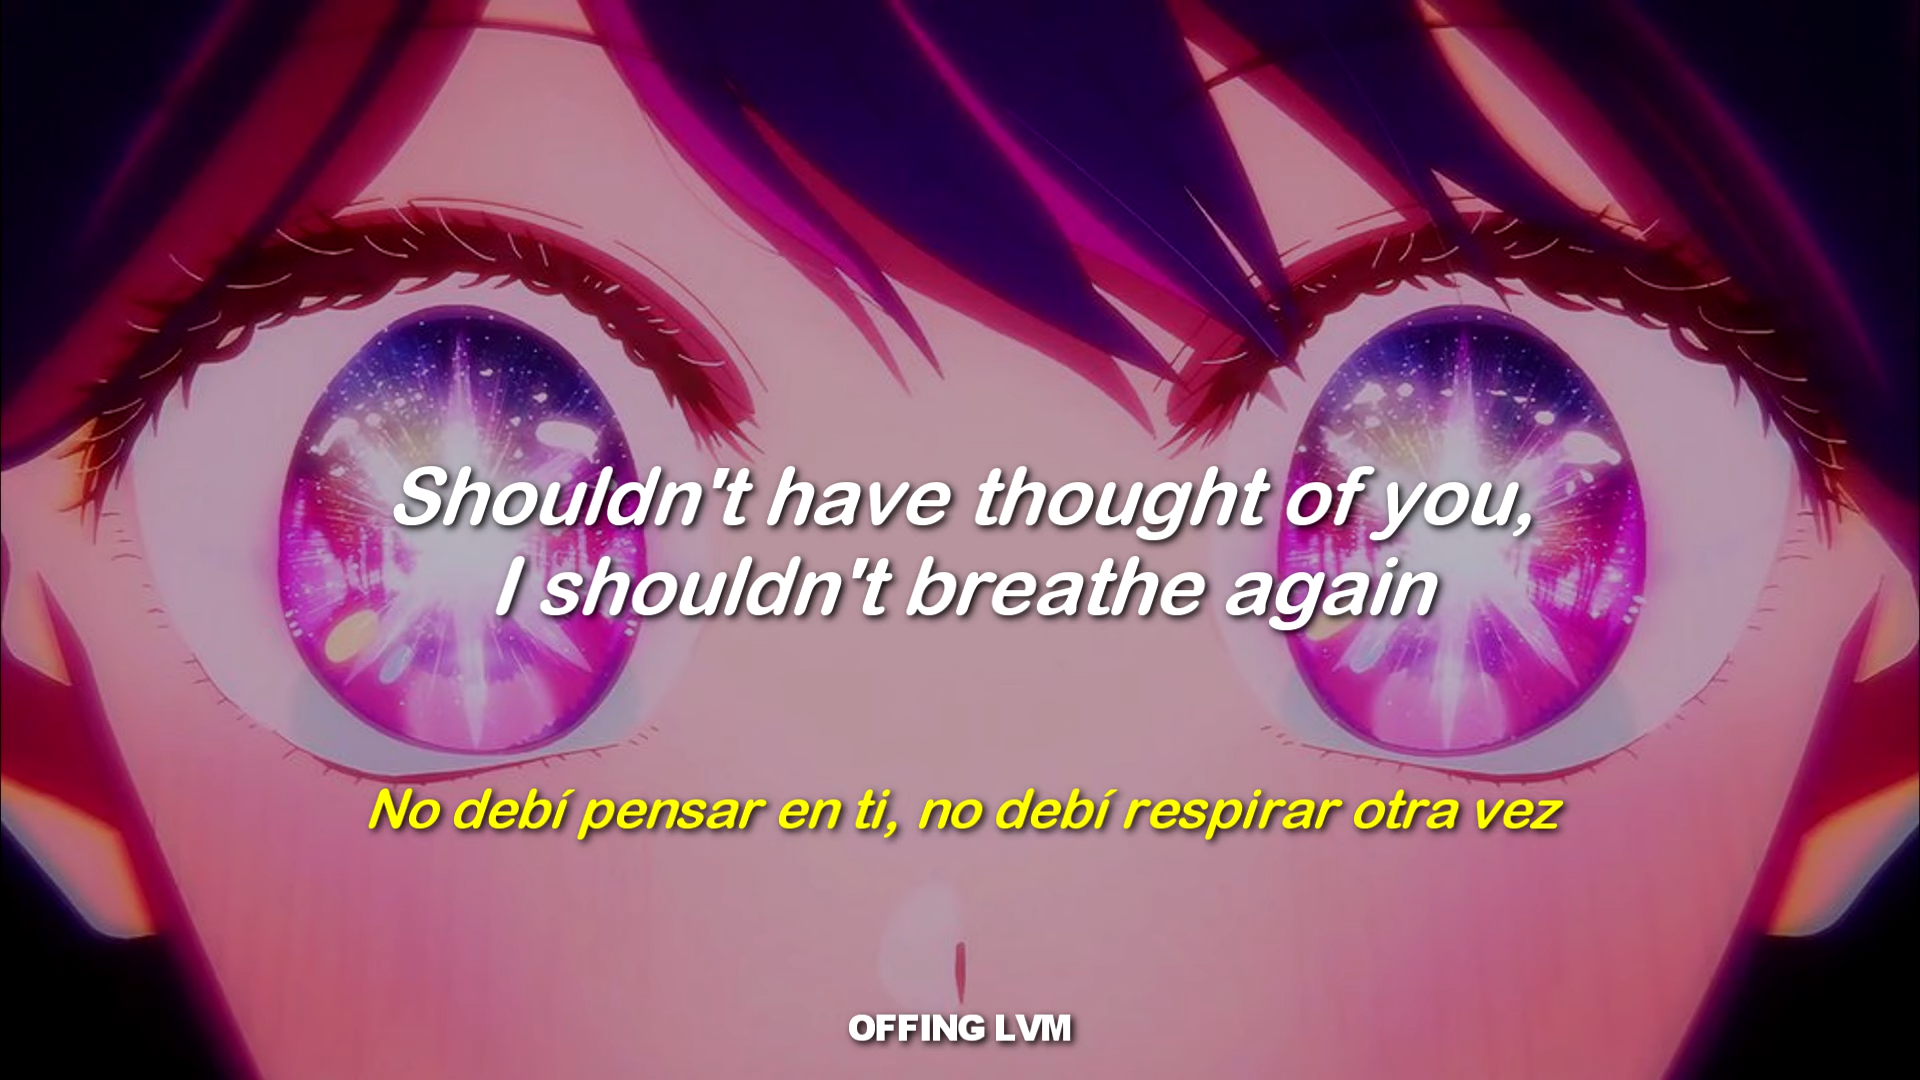 Shouldn't have thought of you,
I shouldn't breathe again
No debí pensar en ti, no debí respirar otra vez
OFFING LVM